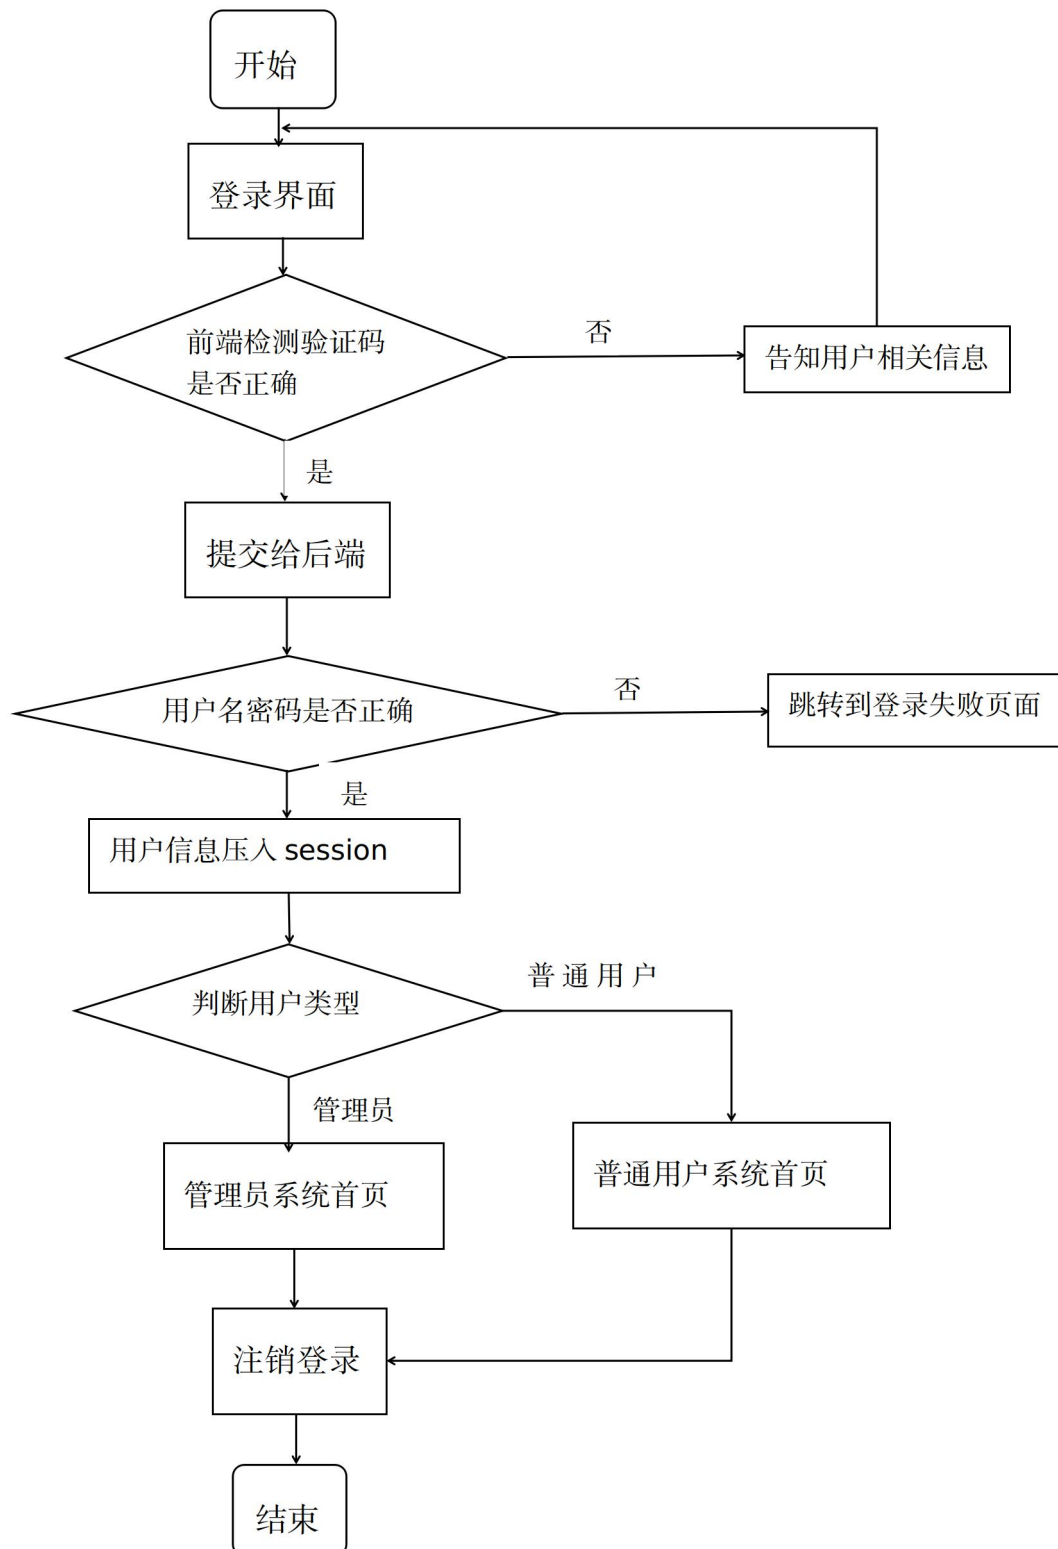 开始
登录界面
前端检测验证码
是否正确
否
告知用户相关信息
是
提交给后端
用户名密码是否正确
否
跳转到登录失败页面
是
用户信息压入 session
判断用户类型
普通用户
管理员
管理员系统首页
普通用户系统首页
注销登录
结束